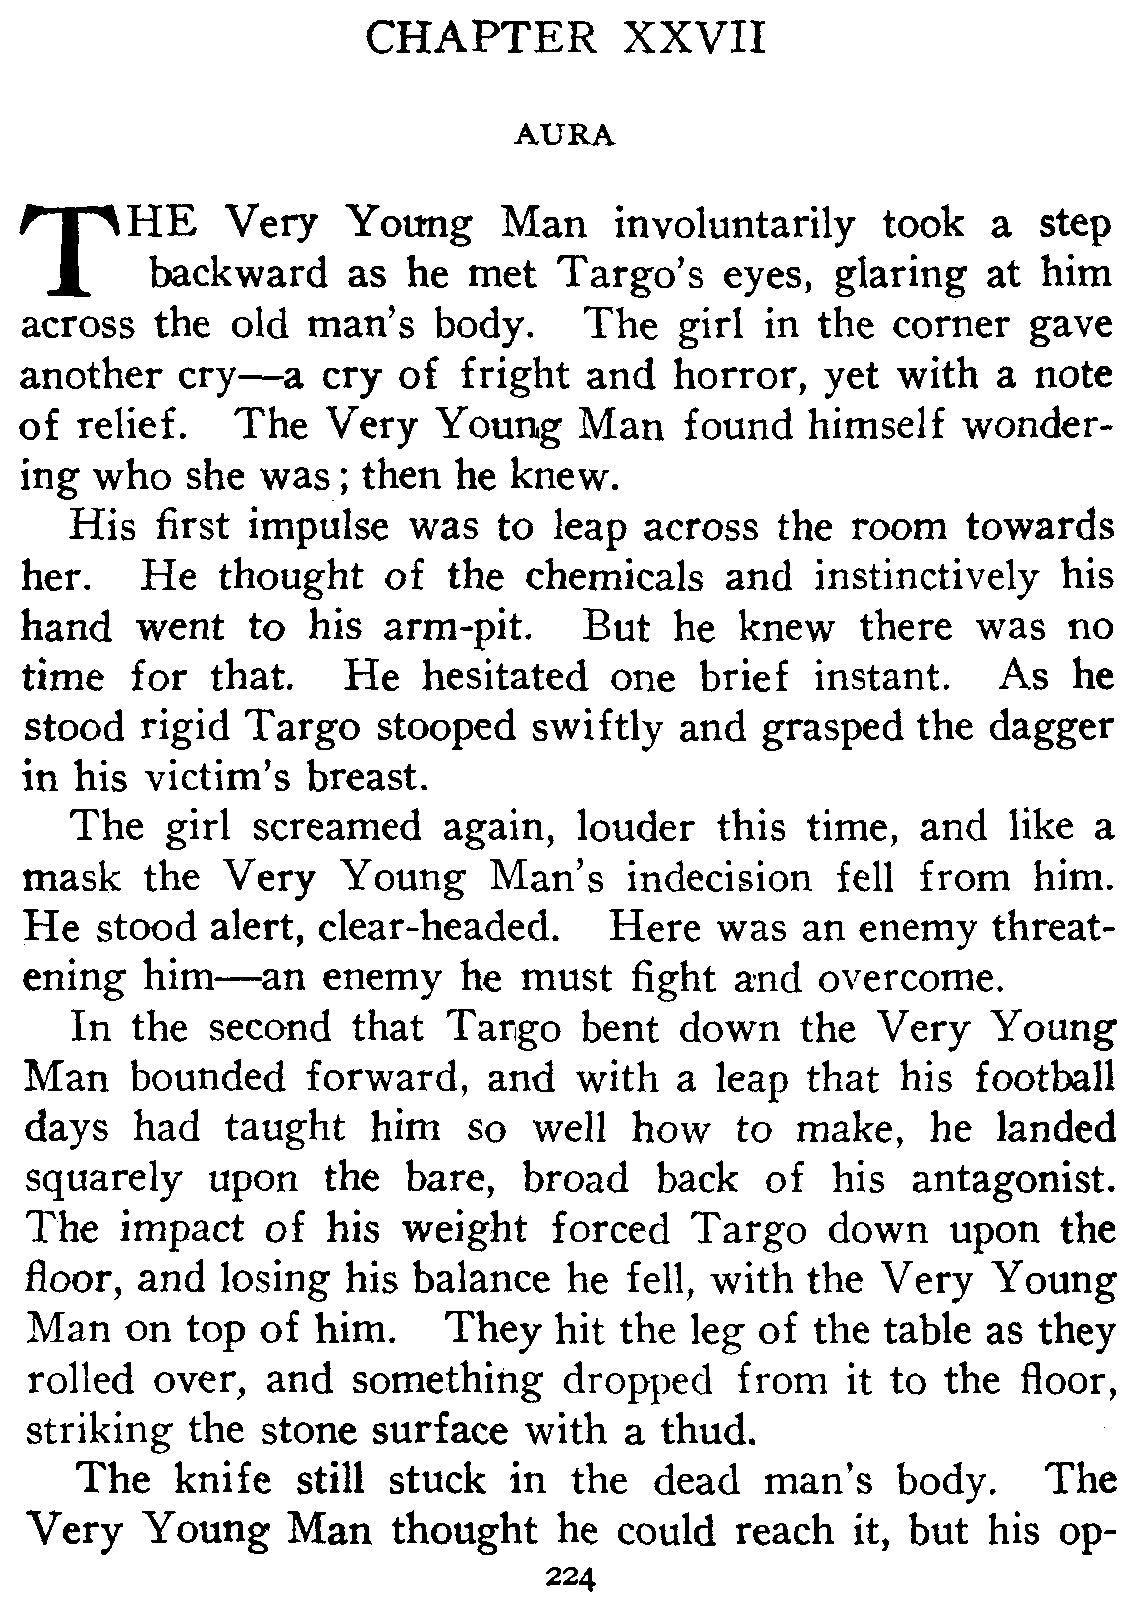 CHAPTER XXVII
AURA
THE Very Young Man involuntarily took a step
backward as he met Targo's eyes, glaring at him
across the old man's body. The girl in the corner gave
another cry—a cry of fright and horror, yet with a note
of relief. The Very Young Man found himself wonder-
ing who she was; then he knew.
His first impulse was to leap across the room towards
her. He thought of the chemicals and instinctively his
hand went to his arm-pit. But he knew there was no
time for that. He hesitated one brief instant. As he
stood rigid Targo stooped swiftly and grasped the dagger
in his victim's breast.
The girl screamed again, louder this time, and like a
mask the Very Young Man's indecision fell from him.
He stood alert, clear-headed. Here was an enemy threat-
ening him—an enemy he must fight and overcome.
In the second that Targo bent down the Very Young
Man bounded forward, and with a leap that his football
days had taught him so well how to make, he landed
squarely upon the bare, broad back of his antagonist.
The impact of his weight forced Targo down upon the
floor, and losing his balance he fell, with the Very Young
Man on top of him. They hit the leg of the table as they
rolled over, and something dropped from it to the floor,
striking the stone surface with a thud.
The knife still stuck in the dead man's body. The
Very Young Man thought he could reach it, but his op-
224